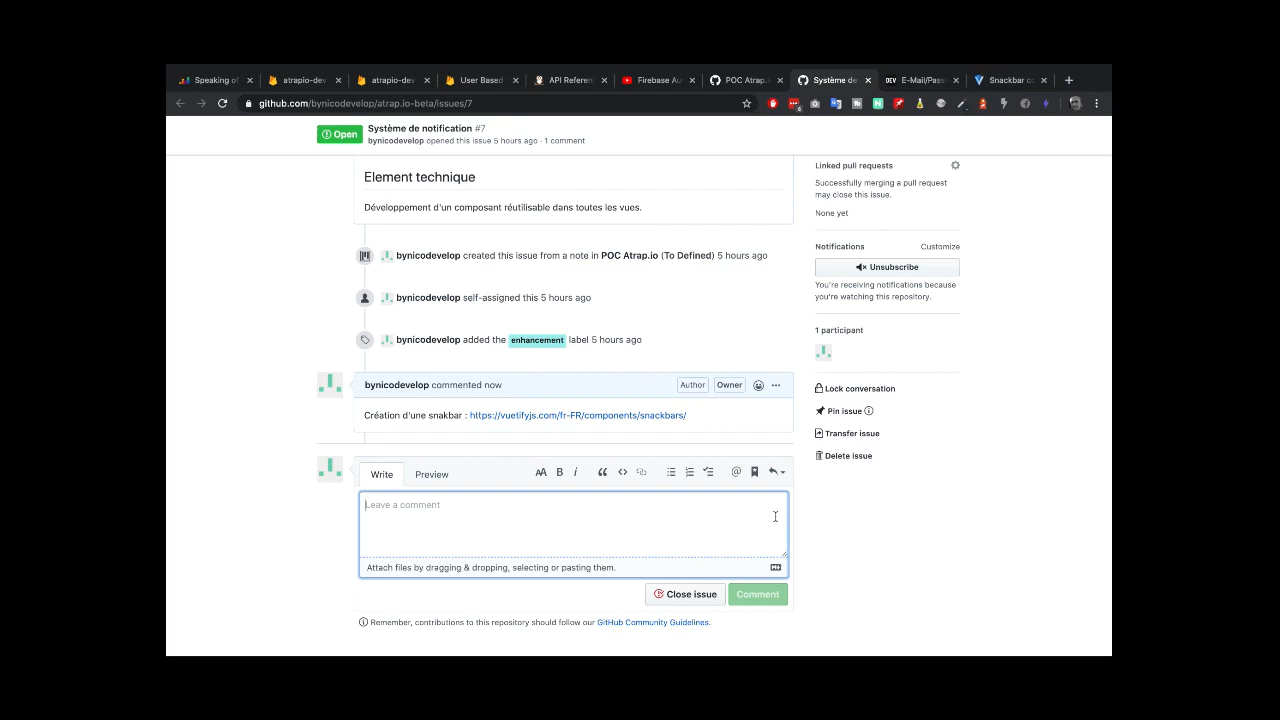 Speaking of
atrapio-dev
atrapio-dev
User Based
API Referen
Firebase Au
POC Atrap.i
Système de
DEV E-Mail/Pass
Snackbar co
github.com/bynicodevelop/atrap.io-beta/issues/7
Open
Système de notification #7
bynicodevelop opened this issue 5 hours ago · 1 comment
Element technique
Développement d'un composant réutilisable dans toutes les vues.
bynicodevelop created this issue from a note in POC Atrap.io (To Defined) 5 hours ago
bynicodevelop self-assigned this 5 hours ago
bynicodevelop added the enhancement label 5 hours ago
bynicodevelop commented now
Author Owner
Création d'une snakbar : https://vuetifyjs.com/fr-FR/components/snackbars/
Write Preview
AA B i
Leave a comment
Attach files by dragging & dropping, selecting or pasting them.
Close issue Comment
Remember, contributions to this repository should follow our GitHub Community Guidelines.
Linked pull requests
Successfully merging a pull request
may close this issue.
None yet
Notifications Customize
Unsubscribe
You're receiving notifications because
you're watching this repository.
1 participant
Lock conversation
Pin issue
Transfer issue
Delete issue